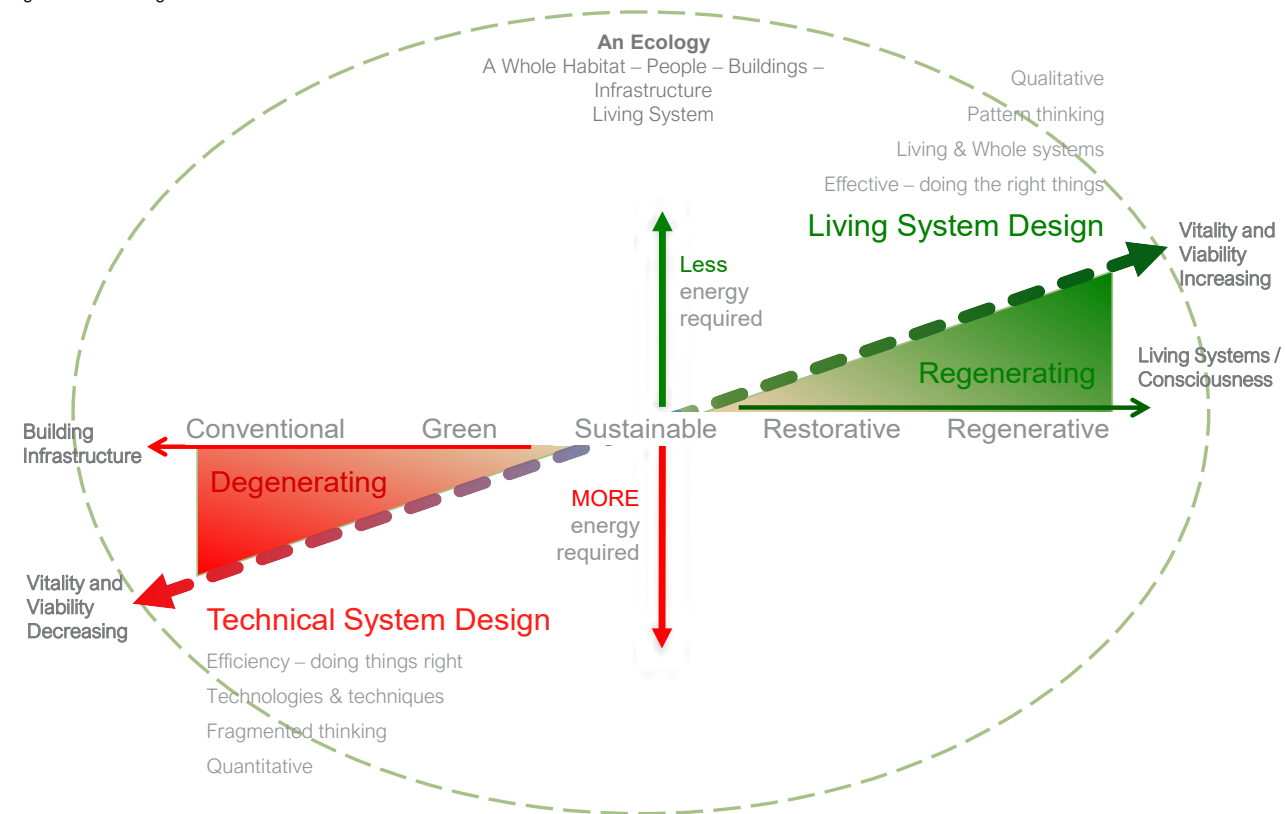 An Ecology
A Whole Habitat – People – Buildings –
Infrastructure
Living System
Qualitative
Pattern thinking
Living & Whole systems
Effective – doing the right things
Living System Design
Vitality and
Viability
Increasing
Less
energy
required
Living Systems /
Consciousness
Regenerating
Conventional
Green
Sustainable
Restorative
Regenerative
Building
Infrastructure
Degenerating
MORE
energy
required
Vitality and
Viability
Decreasing
Technical System Design
Efficiency – doing things right
Technologies & techniques
Fragmented thinking
Quantitative